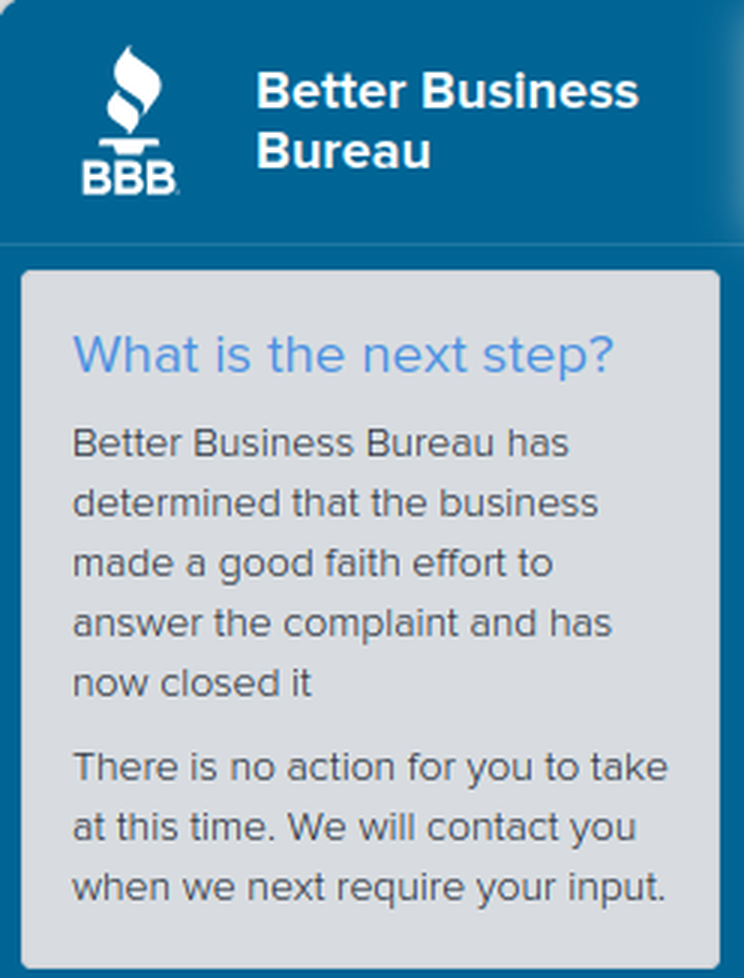 Better Business
Bureau
BBB
What is the next step?
Better Business Bureau has
determined that the business
made a good faith effort to
answer the complaint and has
now closed it
There is no action for you to take
at this time. We will contact you
when we next require your input.